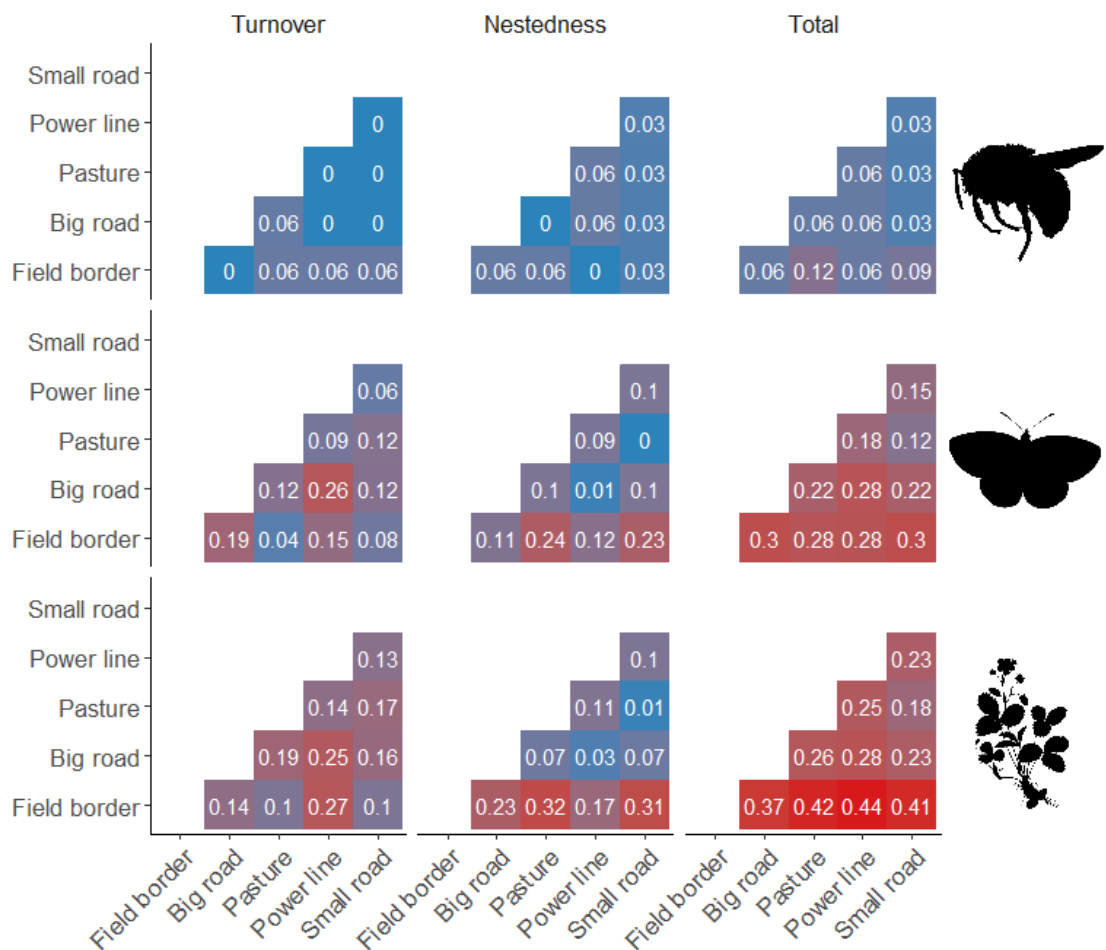 Turnover Nestedness Total
Small road
Power line 0 0.03 0.03
Pasture 0 0 0.06 0.03 0.06 0.03
Big road 0.06 0 0 0 0.06 0.03 0.06 0.06 0.03
Field border 0 0.06 0.06 0.06 0.06 0.06 0 0.03 0.06 0.12 0.06 0.09
Small road
Power line 0.06 0.1 0.15
Pasture 0.09 0.12 0.09 0 0.18 0.12
Big road 0.12 0.26 0.12 0.1 0.01 0.1 0.22 0.28 0.22
Field border 0.19 0.04 0.15 0.08 0.11 0.24 0.12 0.23 0.3 0.28 0.28 0.3
Small road
Power line 0.13 0.1 0.23
Pasture 0.14 0.17 0.11 0.01 0.25 0.18
Big road 0.19 0.25 0.16 0.07 0.03 0.07 0.26 0.28 0.23
Field border 0.14 0.1 0.27 0.1 0.23 0.32 0.17 0.31 0.37 0.42 0.44 0.41
Field border Big road Pasture Power line Small road Field border Big road Pasture Power line Small road Field border Big road Pasture Power line Small road